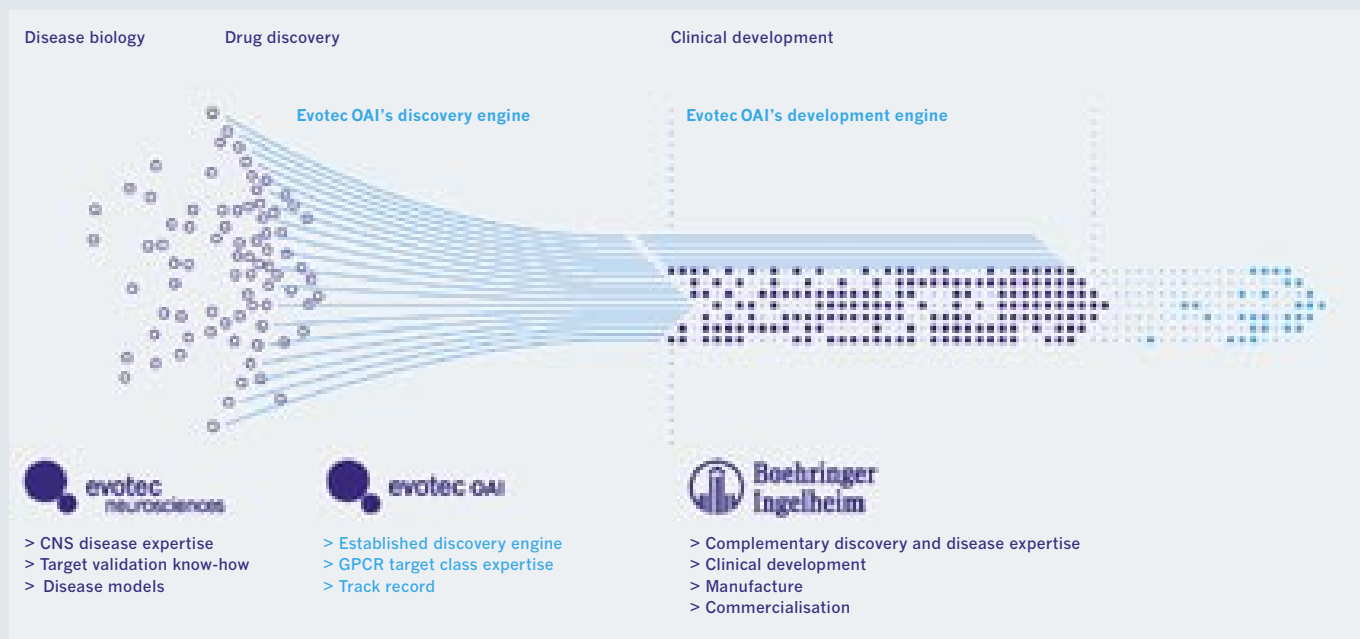 Disease biology
Drug discovery
Clinical development
Evotec OAI's discovery engine
Evotec OAI's development engine
evotec
neurosciences
evotec OAI
Boehringer
Ingelheim
> CNS disease expertise
> Target validation know-how
> Disease models
> Established discovery engine
> GPCR target class expertise
> Track record
> Complementary discovery and disease expertise
> Clinical development
> Manufacture
> Commercialisation